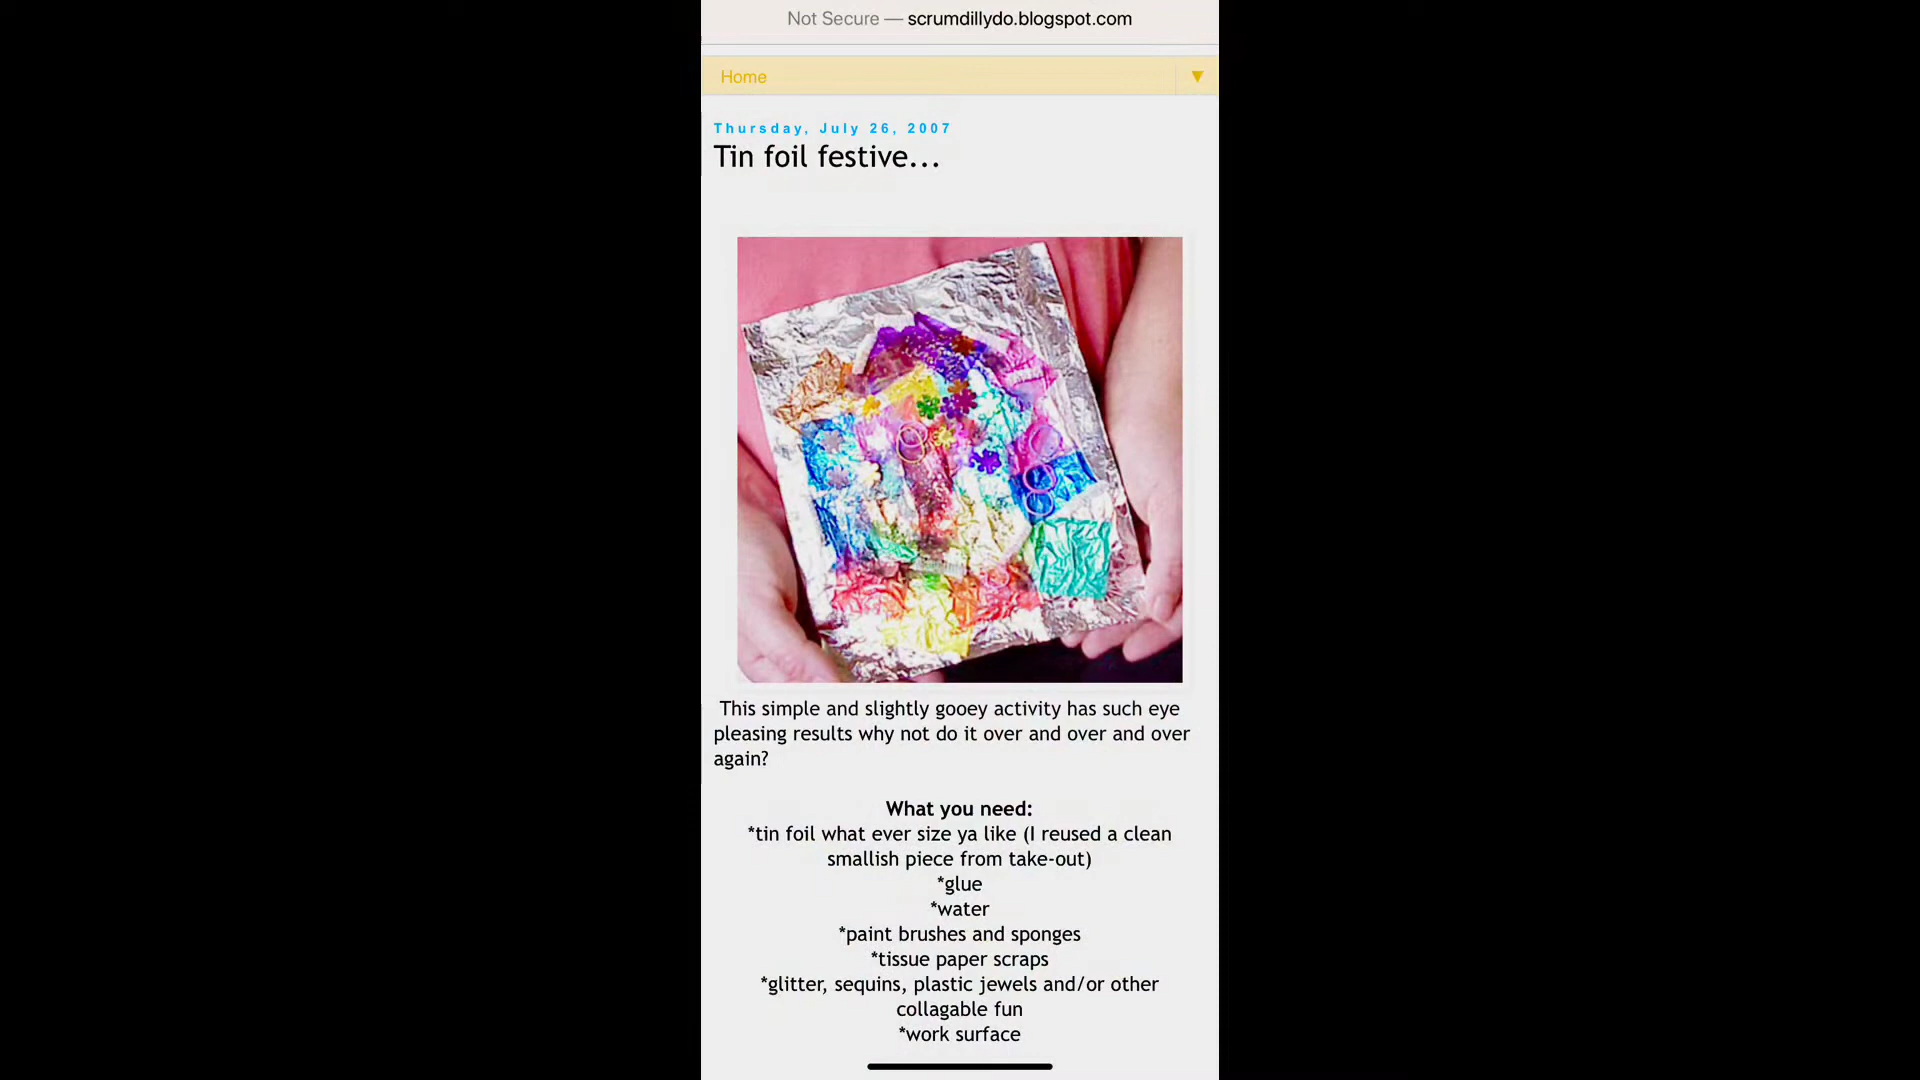 Not Secure — scrumdillydo.blogspot.com
Home ▼
Thursday, July 26, 2007
Tin foil festive...
This simple and slightly gooey activity has such eye
pleasing results why not do it over and over and over
again?
What you need:
*tin foil what ever size ya like (I reused a clean
smallish piece from take-out)
*glue
*water
*paint brushes and sponges
*tissue paper scraps
*glitter, sequins, plastic jewels and/or other
collagable fun
*work surface